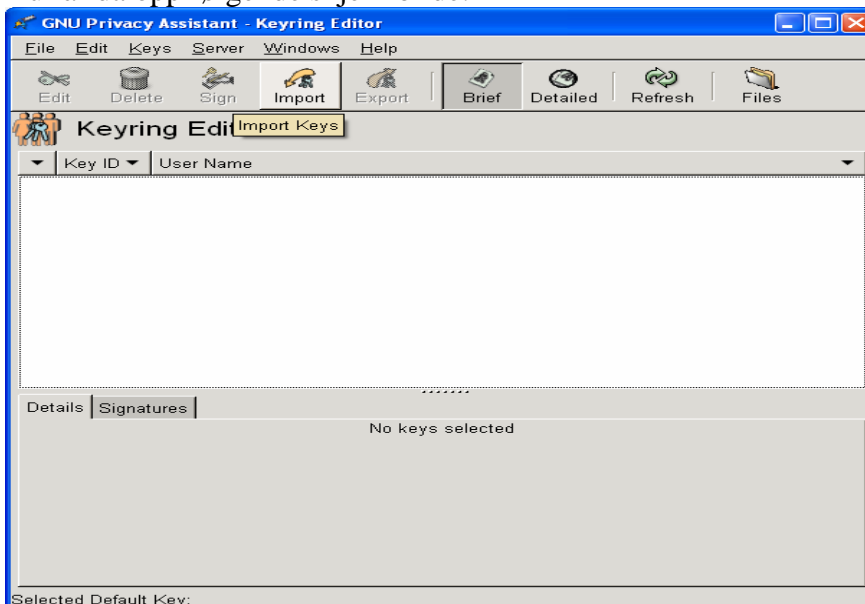 GNU Privacy Assistant - Keyring Editor
File Edit Keys Server Windows Help
Edit Delete Sign Import Export Brief Detailed Refresh Files
Keyring Edi
Import Keys
Key ID User Name
Details Signatures
No keys selected
Selected Default Key: